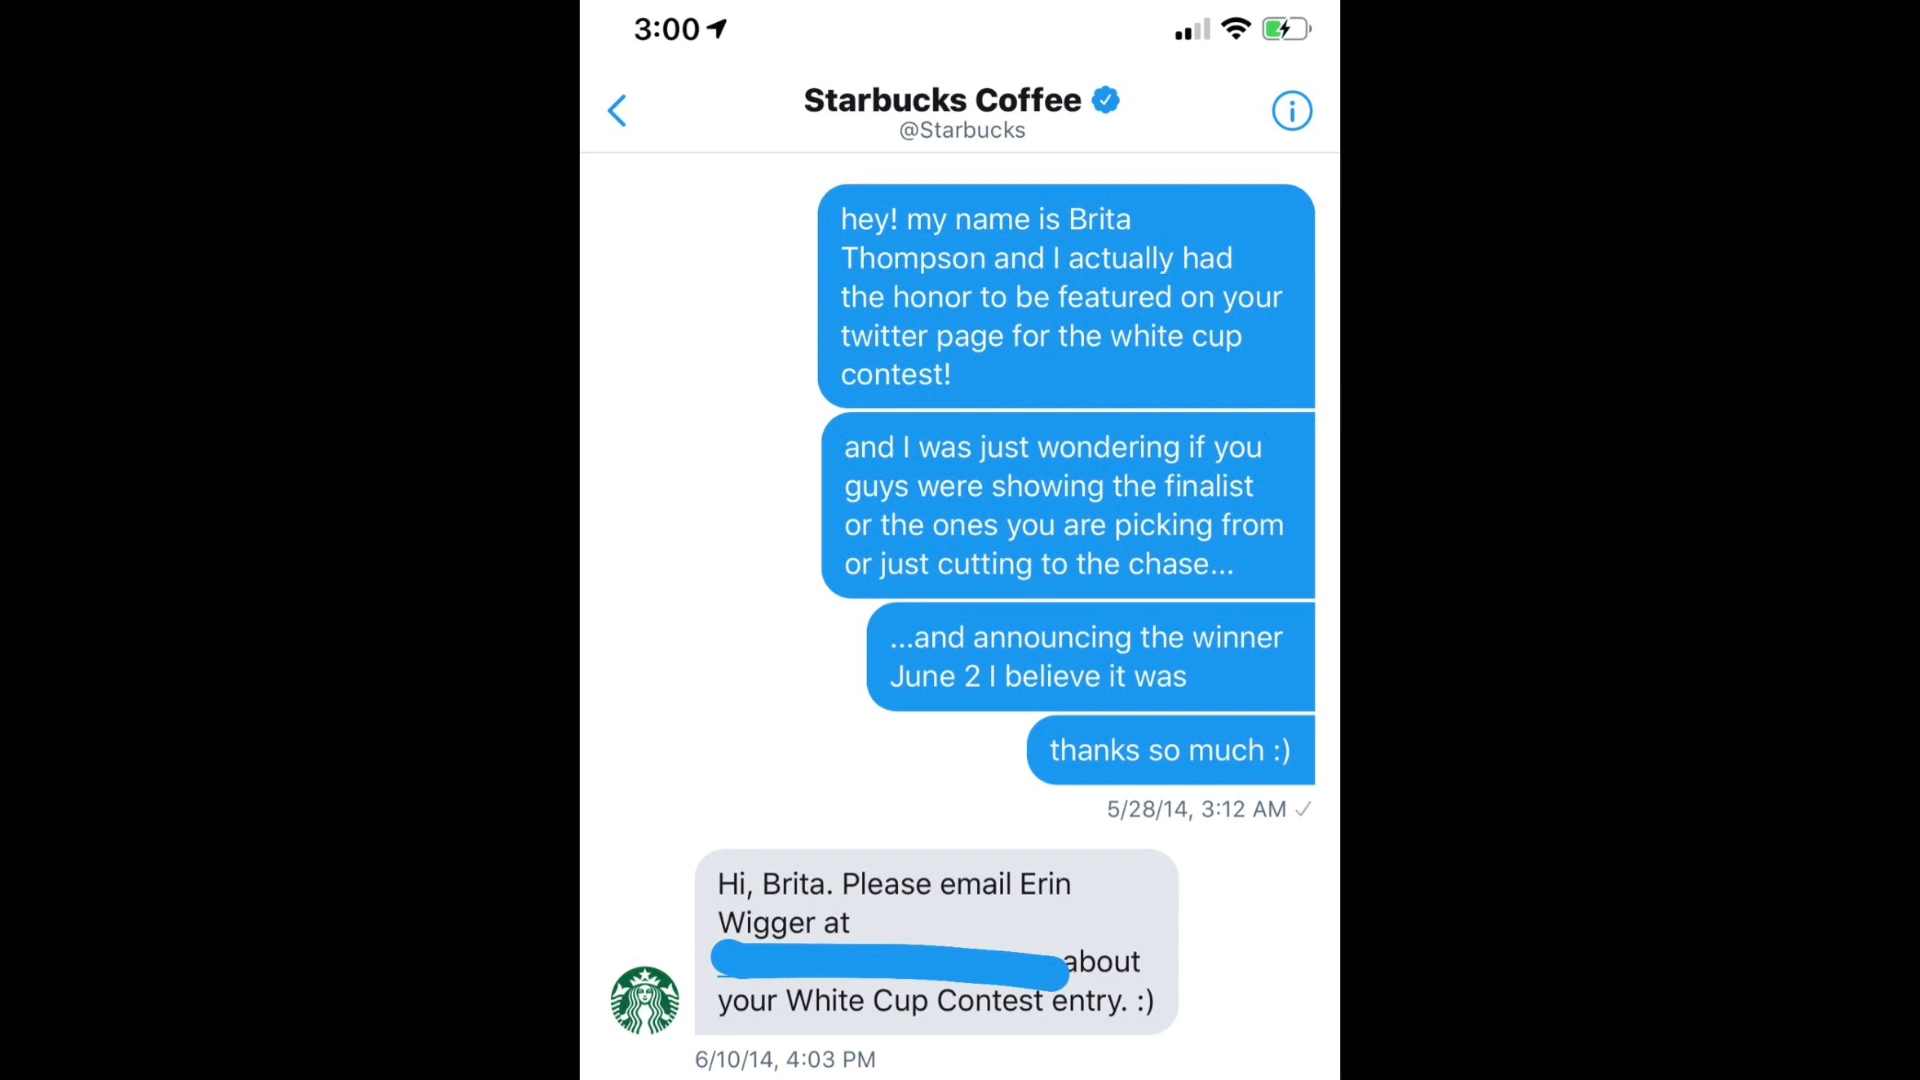 3:00
Starbucks Coffee
@Starbucks
hey! my name is Brita
Thompson and I actually had
the honor to be featured on your
twitter page for the white cup
contest!
and I was just wondering if you
guys were showing the finalist
or the ones you are picking from
or just cutting to the chase...
...and announcing the winner
June 2 I believe it was
thanks so much :)
5/28/14, 3:12 AM ✓
Hi, Brita. Please email Erin
Wigger at
about
your White Cup Contest entry. :)
6/10/14, 4:03 PM